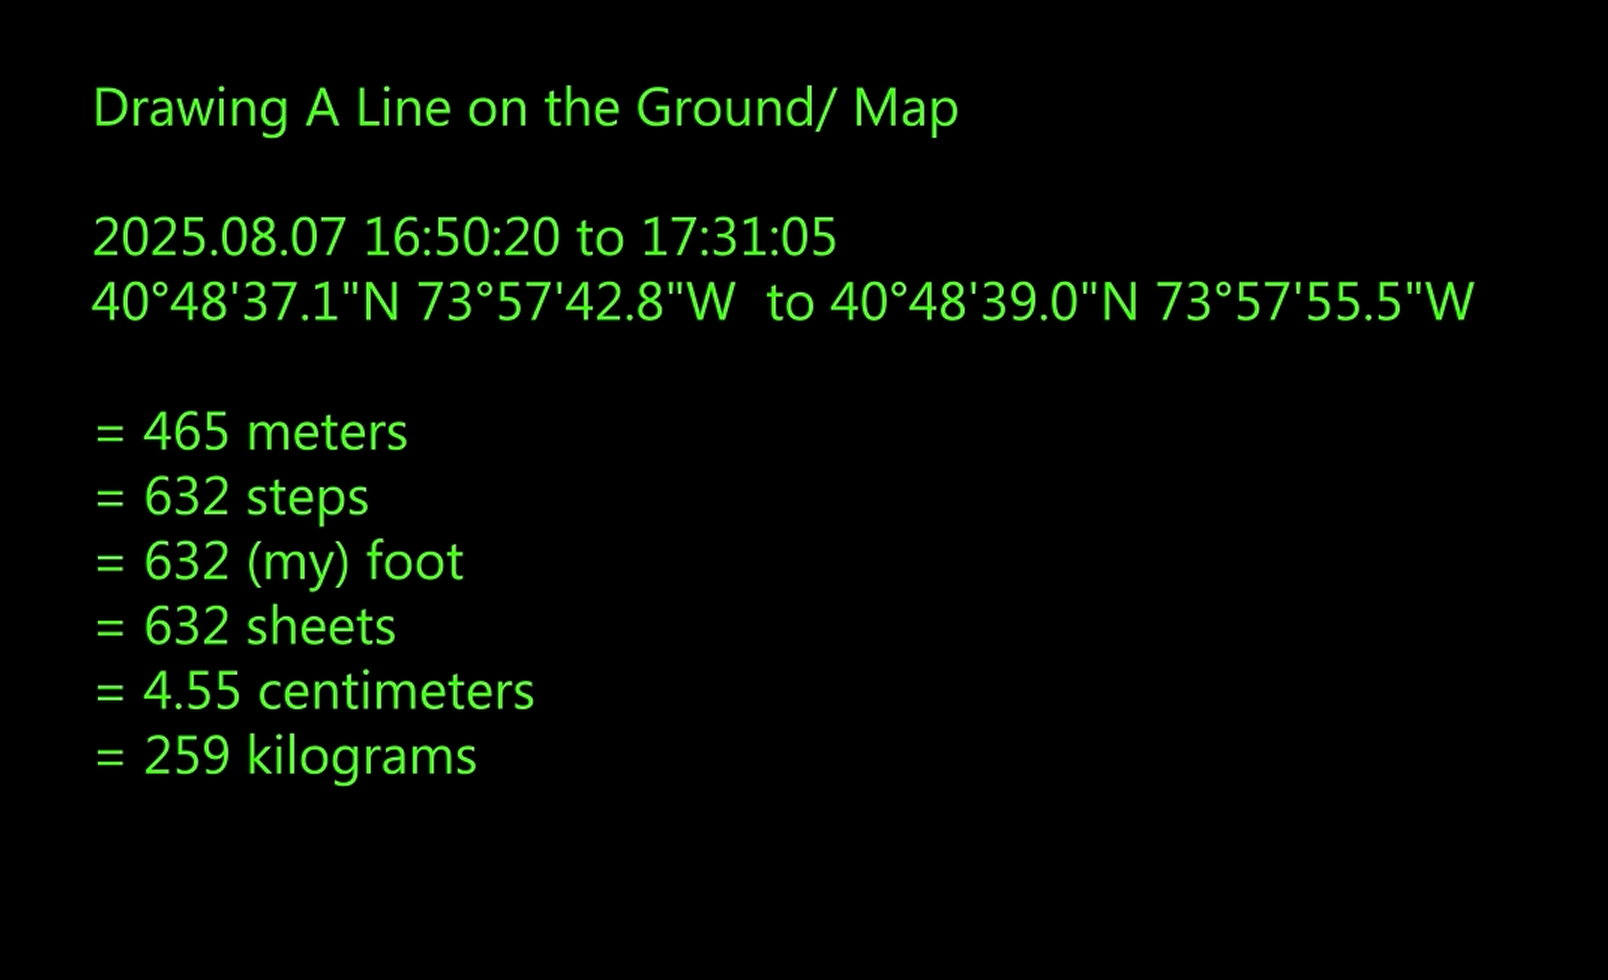 Drawing A Line on the Ground/ Map
2025.08.07 16:50:20 to 17:31:05
40°48'37.1"N 73°57'42.8"W  to 40°48'39.0"N 73°57'55.5"W
= 465 meters
= 632 steps
= 632 (my) foot
= 632 sheets
= 4.55 centimeters
= 259 kilograms